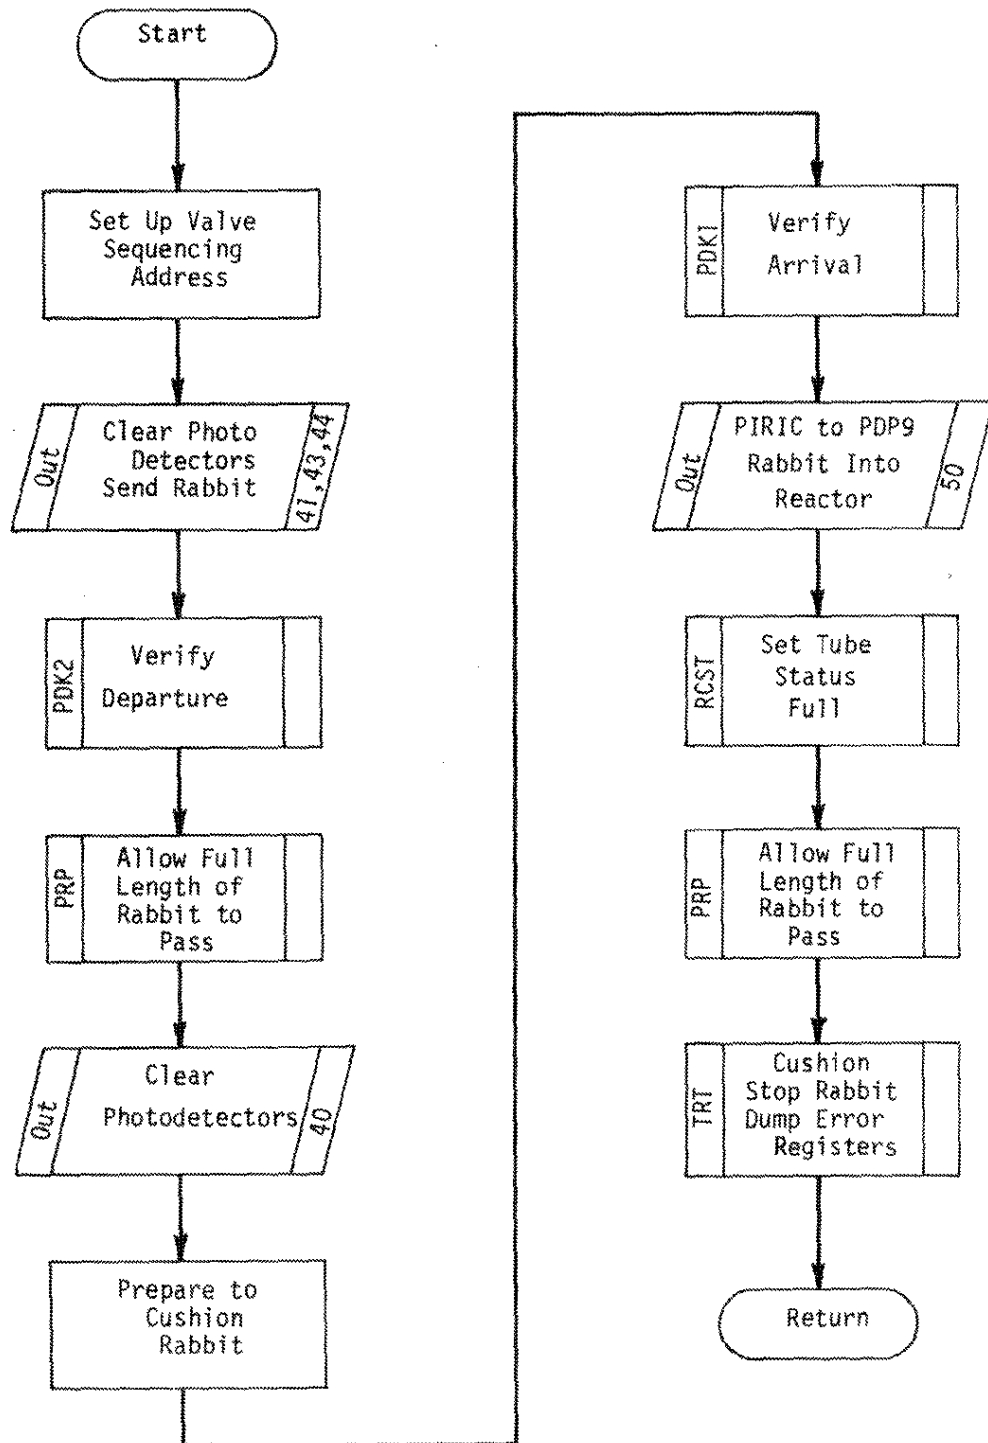 Start
Set Up Valve
Sequencing
Address
Out
Clear Photo
Detectors
Send Rabbit
41,43,44
PDK2
Verify
Departure
PRP
Allow Full
Length of
Rabbit to
Pass
Out
Clear
Photodetectors
40
Prepare to
Cushion
Rabbit
PDK1
Verify
Arrival
Out
PIRIC to PDP9
Rabbit Into
Reactor
50
RCST
Set Tube
Status
Full
PRP
Allow Full
Length of
Rabbit to
Pass
TRT
Cushion
Stop Rabbit
Dump Error
Registers
Return